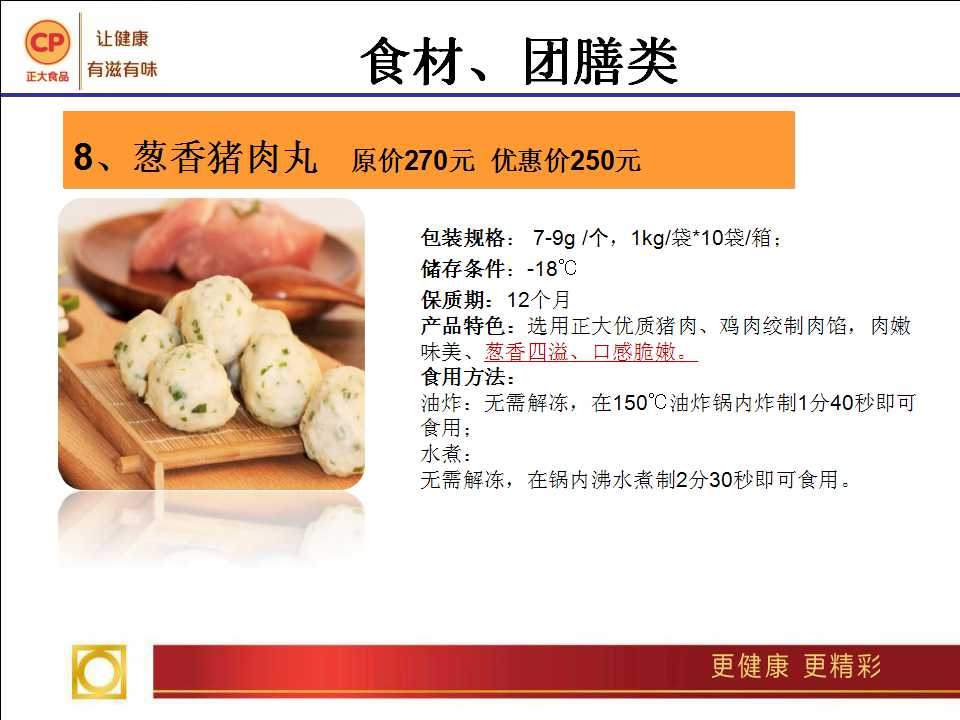 CP
正大食品
让健康
有滋有味
食材、团膳类
8、葱香猪肉丸 原价270元 优惠价250元
包装规格： 7-9g /个，1kg/袋*10袋/箱；
储存条件：-18℃
保质期：12个月
产品特色：选用正大优质猪肉、鸡肉绞制肉馅，肉嫩
味美、葱香四溢、口感脆嫩。
食用方法：
油炸：无需解冻，在150℃油炸锅内炸制1分40秒即可
食用；
水煮：
无需解冻，在锅内沸水煮制2分30秒即可食用。
更健康 更精彩